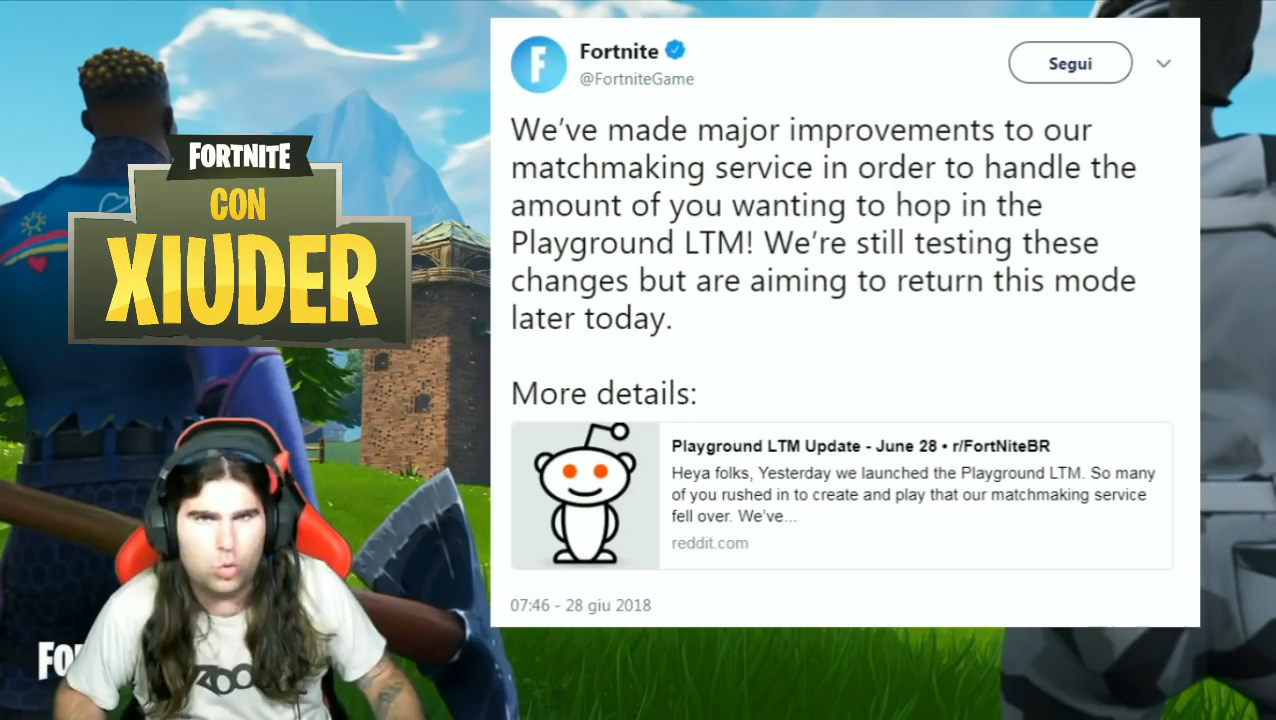 FORTNITE
CON
XIUDER
Fortnite
@FortniteGame
Segui
We've made major improvements to our
matchmaking service in order to handle the
amount of you wanting to hop in the
Playground LTM! We're still testing these
changes but are aiming to return this mode
later today.
More details:
Playground LTM Update - June 28 • r/FortNiteBR
Heya folks, Yesterday we launched the Playground LTM. So many
of you rushed in to create and play that our matchmaking service
fell over. We've...
reddit.com
07:46 - 28 giu 2018